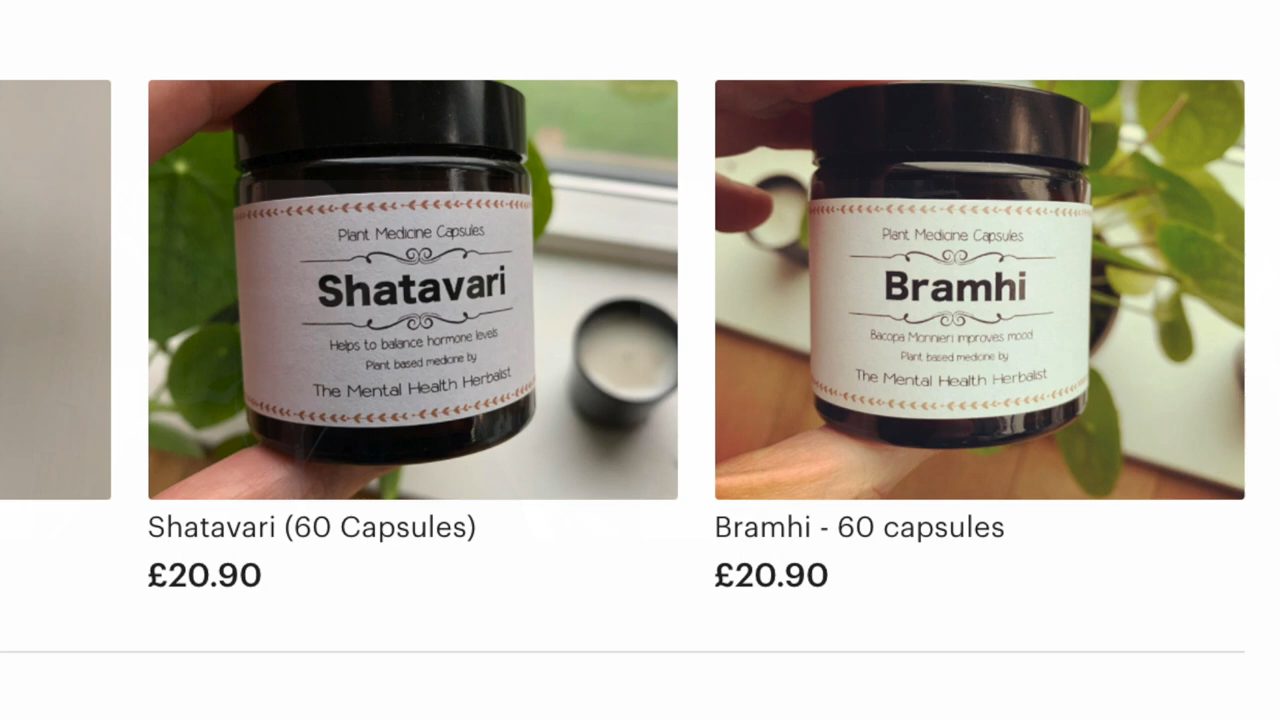 Plant Medicine Capsules
Shatavari
Helps to balance hormone levels
Plant based medicine by
The Mental Health Herbalist
Shatavari (60 Capsules)
£20.90
Plant Medicine Capsules
Bramhi
Bacopa Monnieri improves mood
Plant based medicine by
The Mental Health Herbalist
Bramhi - 60 capsules
£20.90